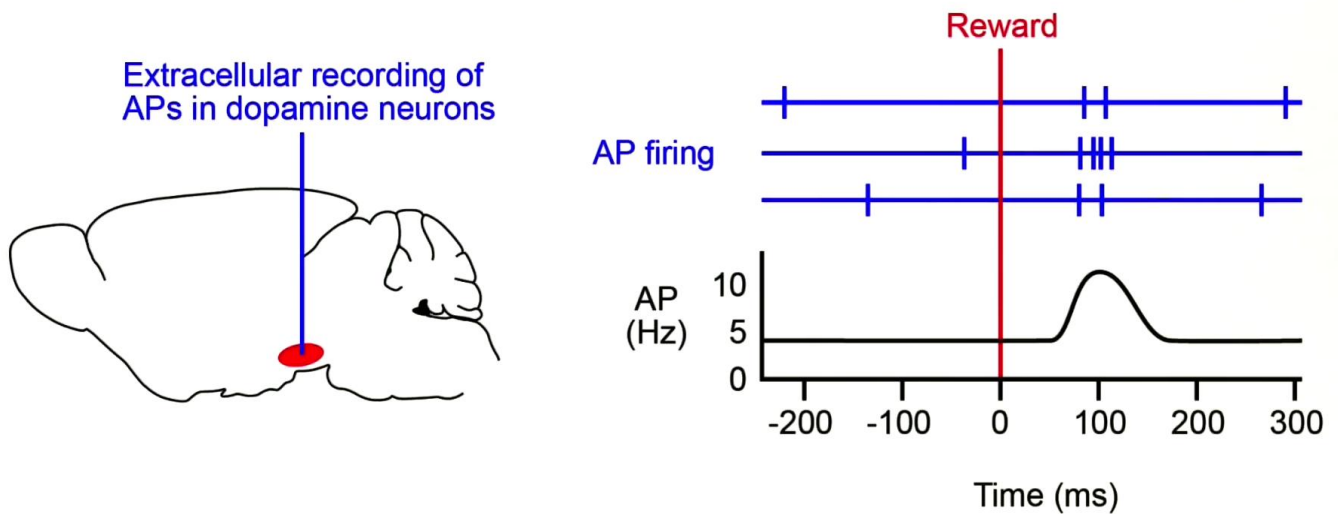 Extracellular recording of
APs in dopamine neurons
Reward
AP firing
AP
(Hz)
10
5
0
-200 -100 0 100 200 300
Time (ms)